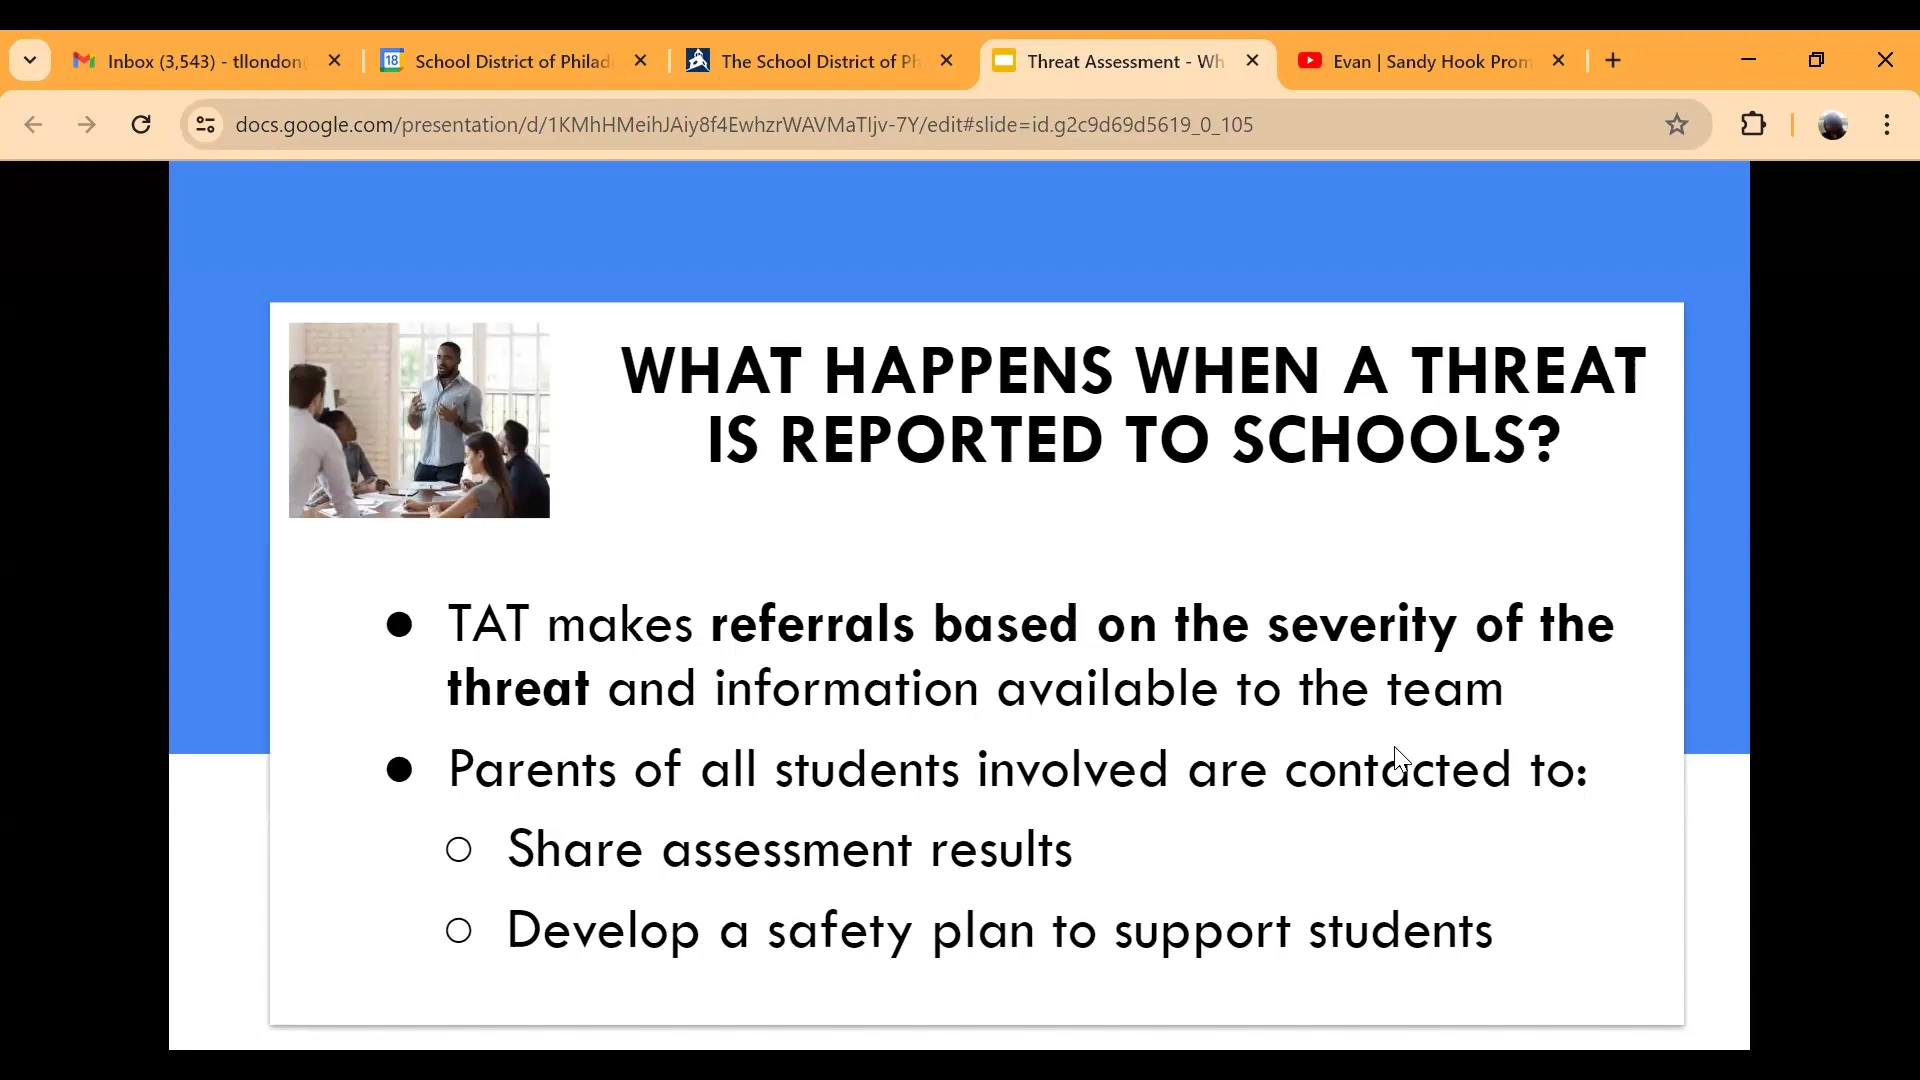 Inbox (3,543) - tllondon
School District of Philad
The School District of Ph
Threat Assessment - Wh
Evan | Sandy Hook Prom
docs.google.com/presentation/d/1KMhHMeihJAiy8f4EwhzrWAVMaTIjv-7Y/edit#slide=id.g2c9d69d5619_0_105
WHAT HAPPENS WHEN A THREAT
IS REPORTED TO SCHOOLS?
● TAT makes referrals based on the severity of the
threat and information available to the team
● Parents of all students involved are contacted to:
○ Share assessment results
○ Develop a safety plan to support students